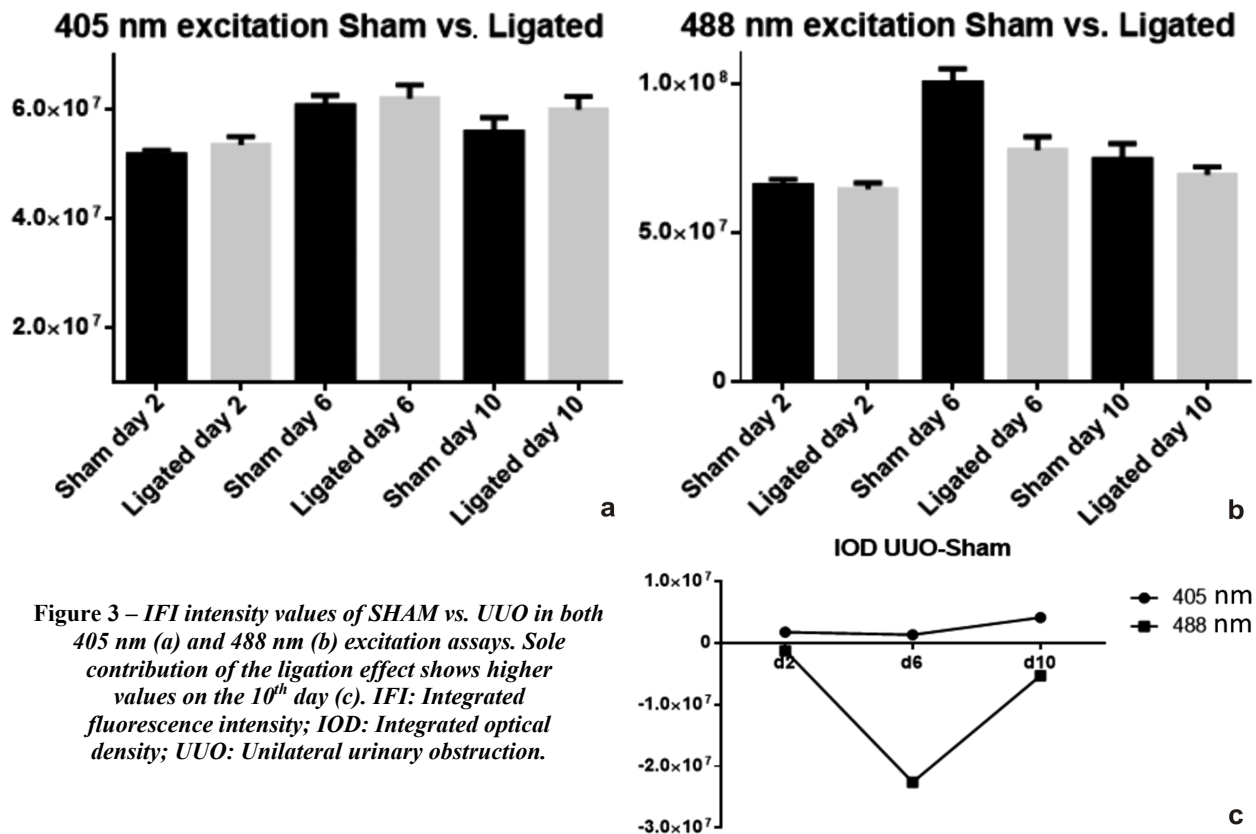 405 nm excitation Sham vs. Ligated
6.0×10⁷
4.0×10⁷
2.0×10⁷
Sham day 2
Ligated day 2
Sham day 6
Ligated day 6
Sham day 10
Ligated day 10
a
488 nm excitation Sham vs. Ligated
1.0×10⁸
5.0×10⁷
0
Sham day 2
Ligated day 2
Sham day 6
Ligated day 6
Sham day 10
Ligated day 10
b
Figure 3 – IFI intensity values of SHAM vs. UUO in both
405 nm (a) and 488 nm (b) excitation assays. Sole
contribution of the ligation effect shows higher
values on the 10th day (c). IFI: Integrated
fluorescence intensity; IOD: Integrated optical
density; UUO: Unilateral urinary obstruction.
IOD UUO-Sham
1.0×10⁷
0
-1.0×10⁷
-2.0×10⁷
-3.0×10⁷
d2
d6
d10
405 nm
488 nm
c